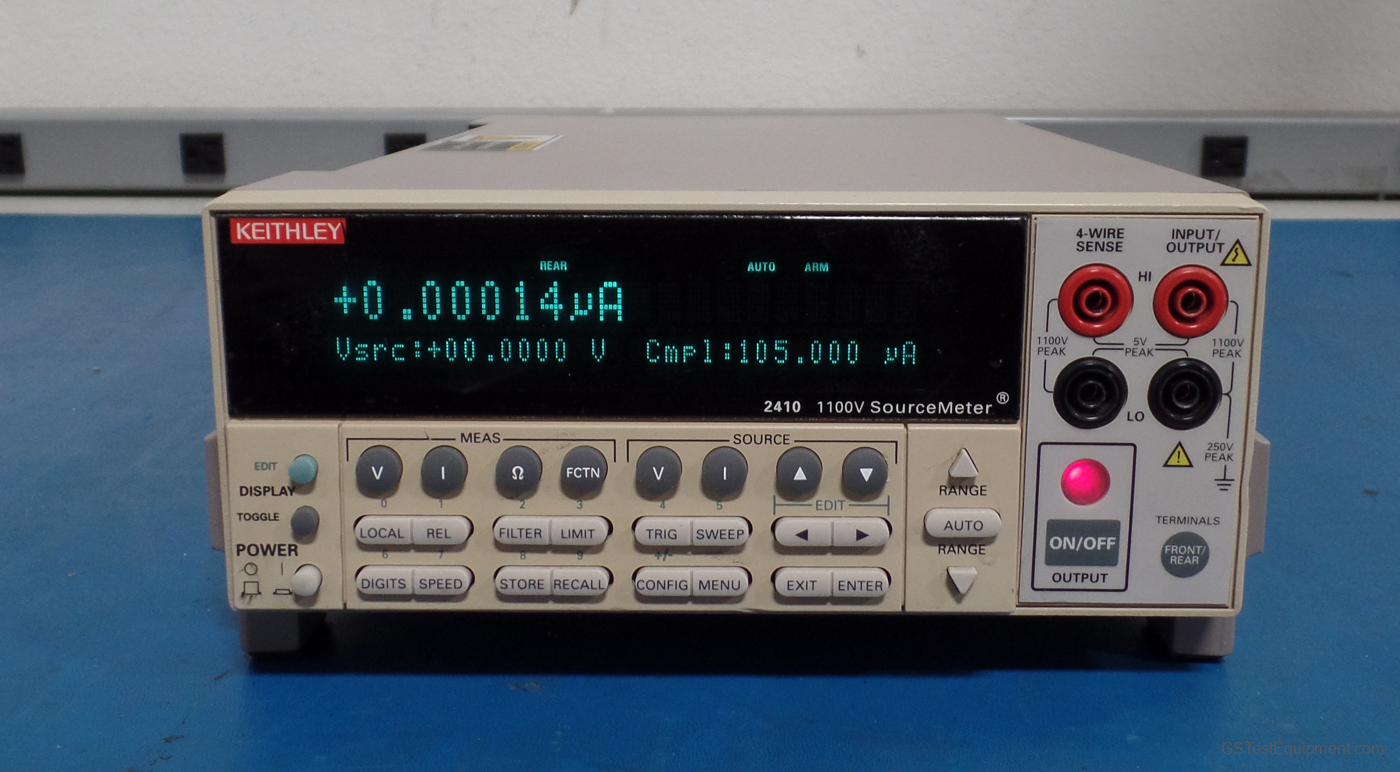 KEITHLEY
REAR AUTO ARM
+0.00014µA
Vsrc:+00.0000 V Cmpl:105.000 µA
2410 1100V SourceMeter®
4-WIRE SENSE
INPUT/OUTPUT
HI
1100V PEAK
5V PEAK
1100V PEAK
LO
250V PEAK
MEAS
SOURCE
EDIT
DISPLAY
TOGGLE
POWER
V I Ω FCTN V I ▲ ▼
0 1 2 3 4 5 EDIT
LOCAL REL FILTER LIMIT TRIG SWEEP ◀ ▶
6 7 8 9 +/-
DIGITS SPEED STORE RECALL CONFIG MENU EXIT ENTER
RANGE
AUTO
RANGE
ON/OFF
OUTPUT
TERMINALS
FRONT/
REAR
GSTestEquipment.com